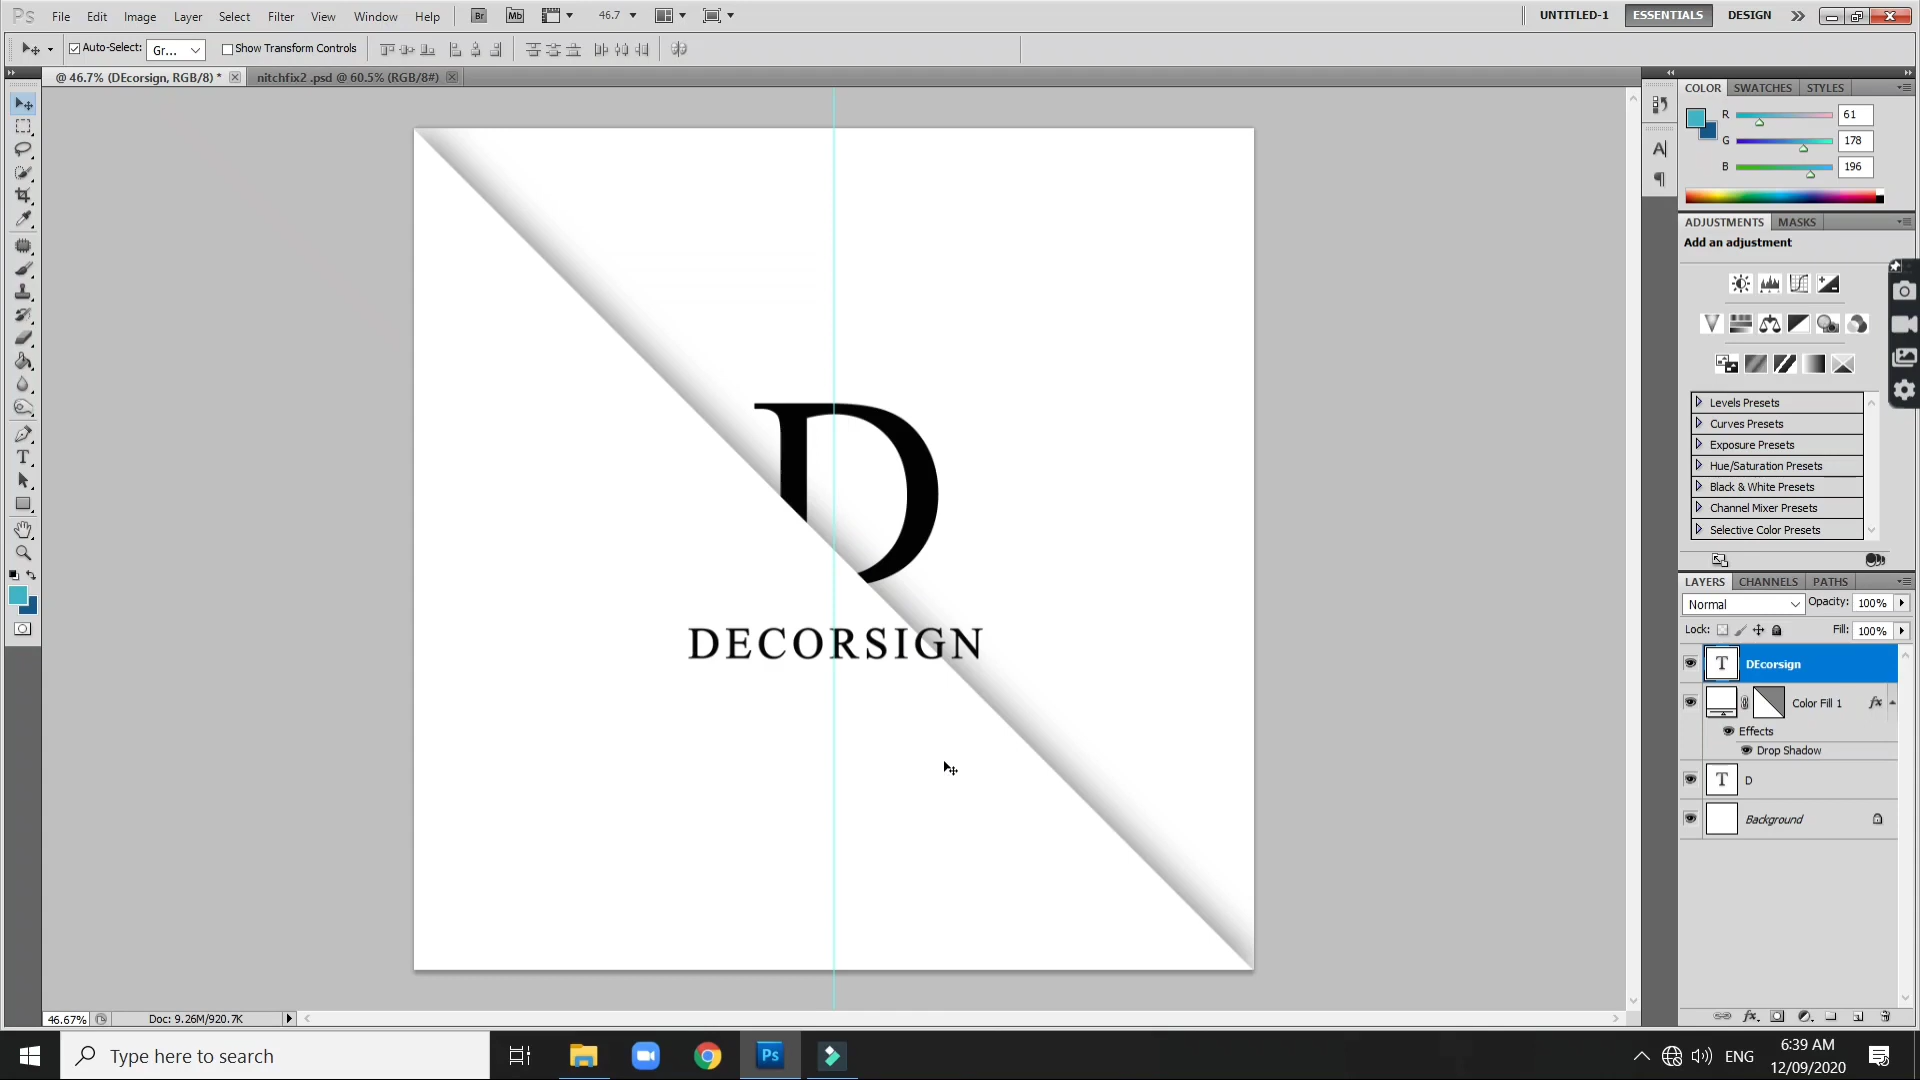 Ps File Edit Image Layer Select Filter View Window Help Br Mb 46.7 UNTITLED-1 ESSENTIALS DESIGN
Auto-Select: Gr... Show Transform Controls
@ 46.7% (DEcorsign, RGB/8) * nitchfix2 .psd @ 60.5% (RGB/8#)
COLOR SWATCHES STYLES
R 61
G 178
B 196
ADJUSTMENTS MASKS
Add an adjustment
Levels Presets
Curves Presets
Exposure Presets
Hue/Saturation Presets
Black & White Presets
Channel Mixer Presets
Selective Color Presets
D
DECORSIGN
LAYERS CHANNELS PATHS
Normal Opacity: 100%
Lock: Fill: 100%
T DEcorsign
Color Fill 1 fx
Effects
Drop Shadow
T D
Background
46.67% Doc: 9.26M/920.7K
Type here to search
Ps
ENG
6:39 AM
12/09/2020